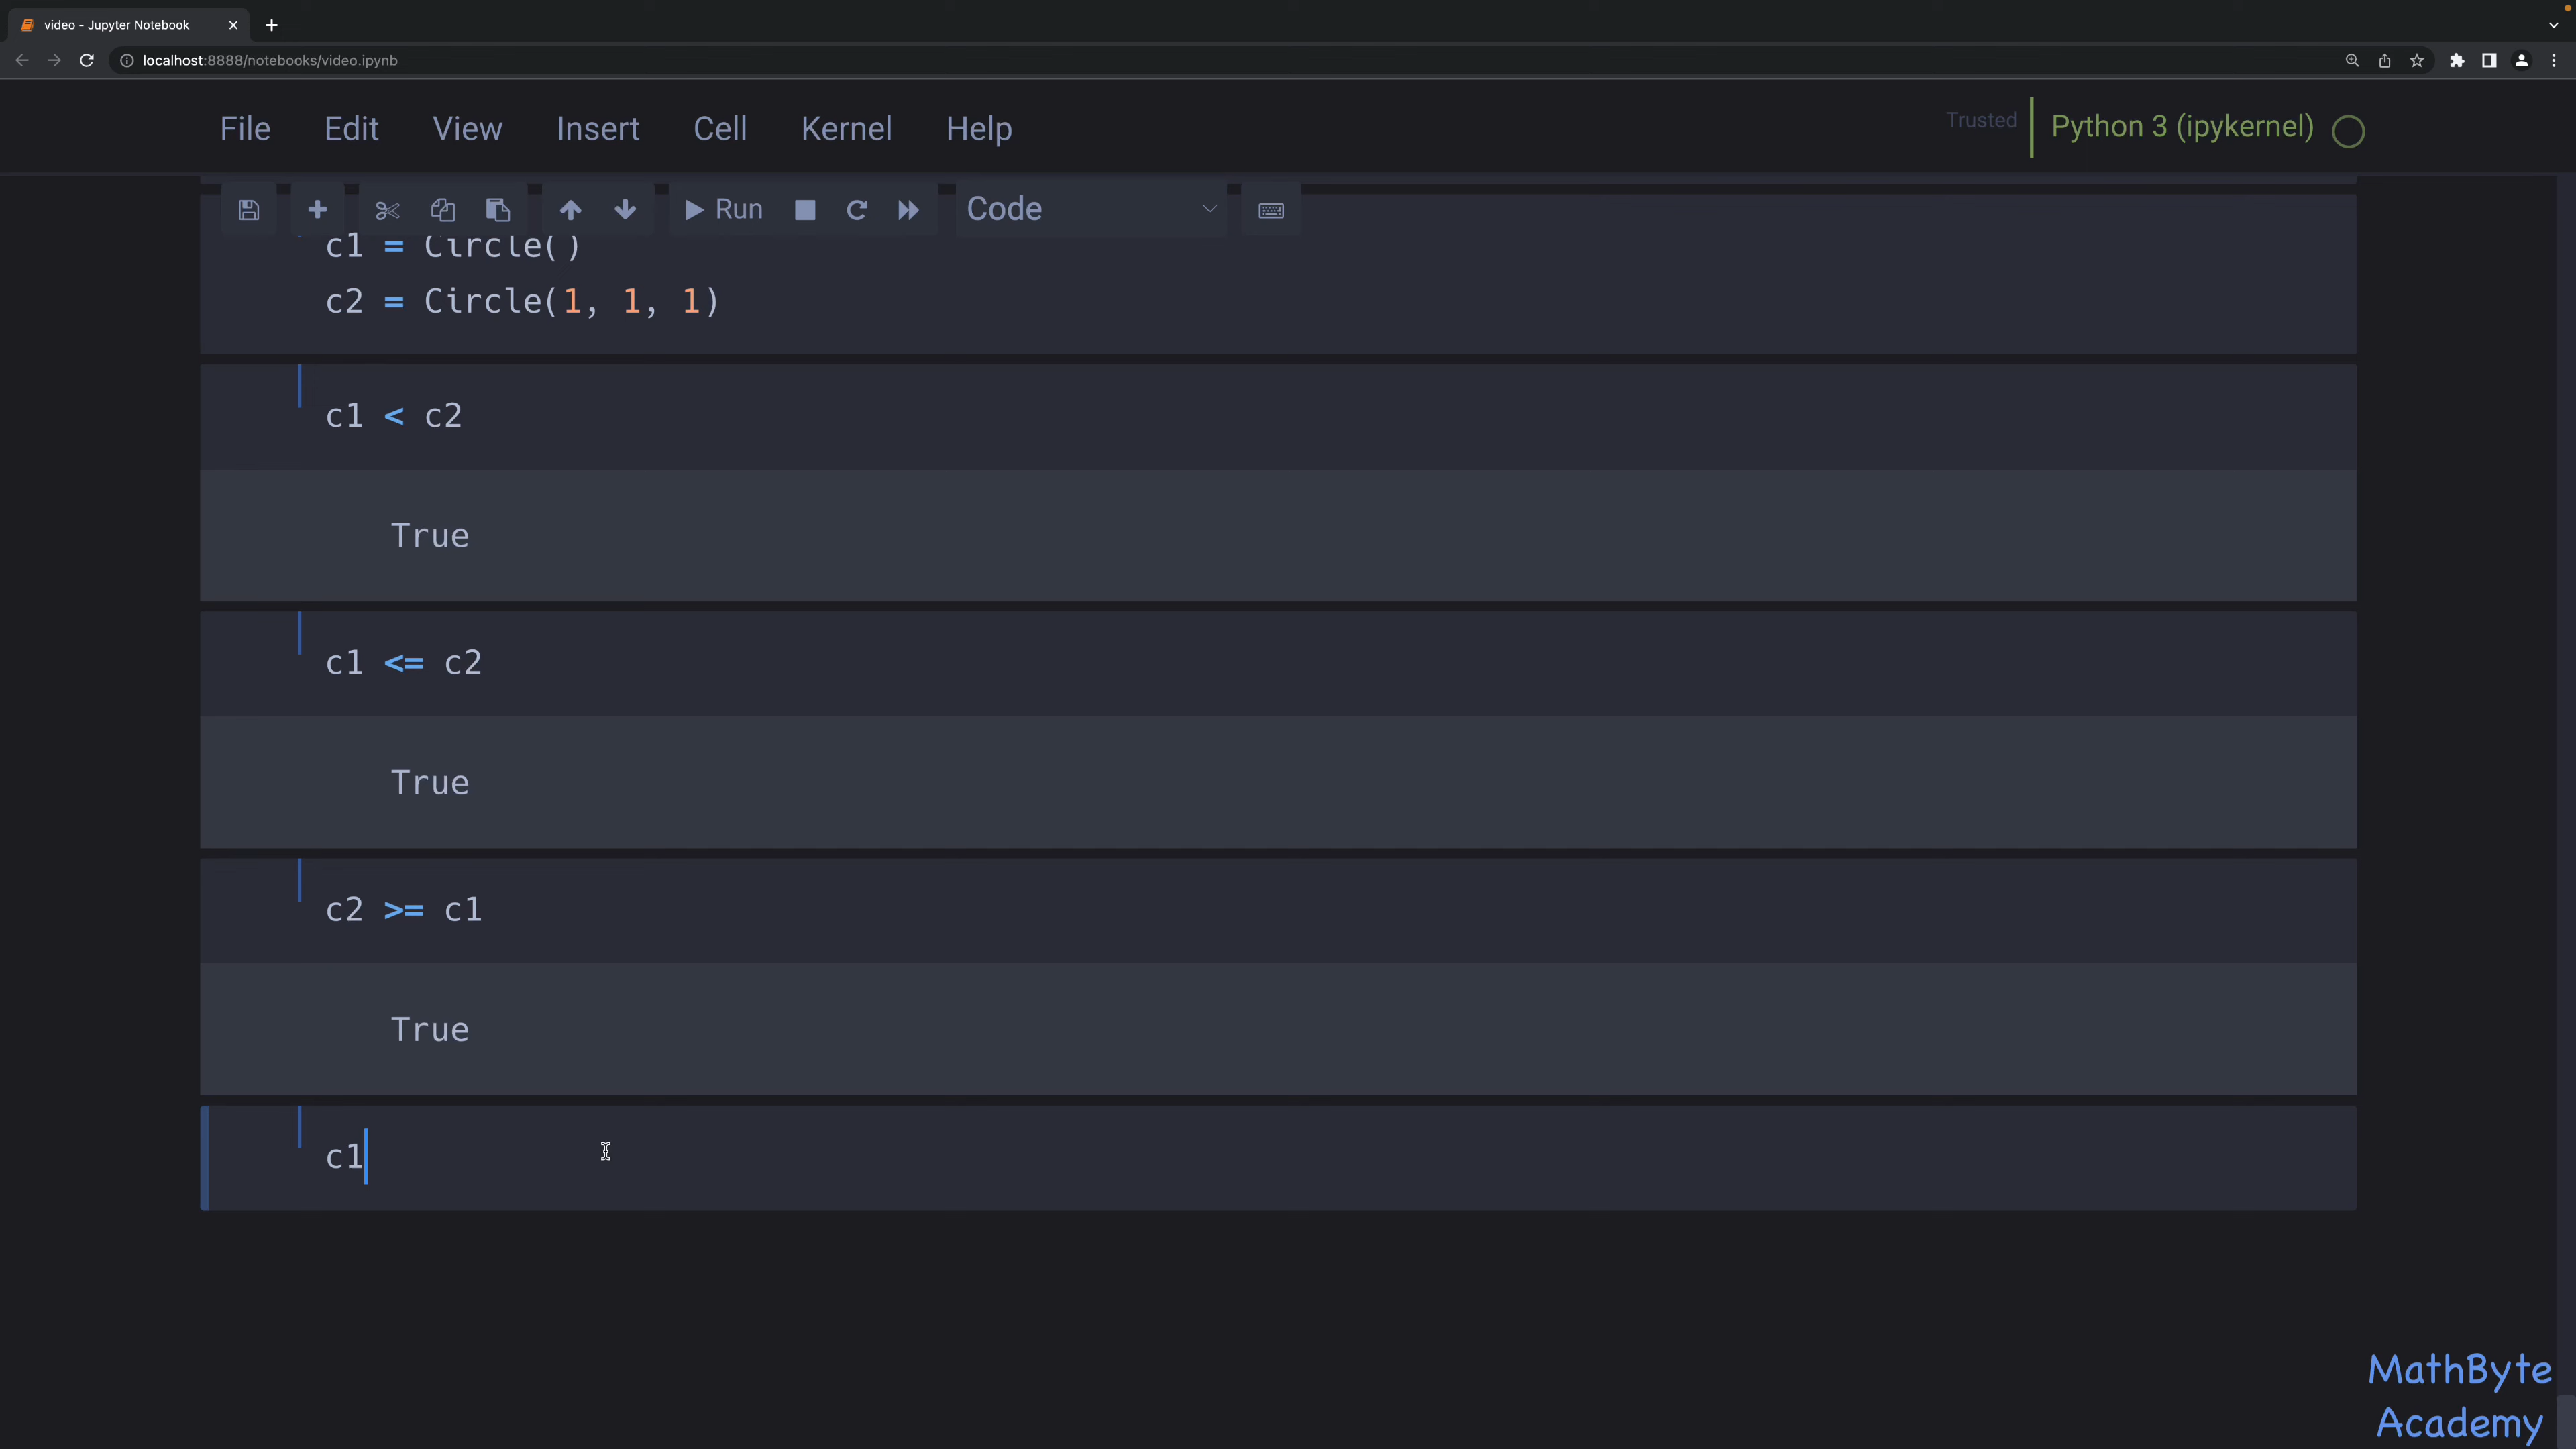 video - Jupyter Notebook
localhost:8888/notebooks/video.ipynb
File Edit View Insert Cell Kernel Help
Trusted
Python 3 (ipykernel)
Run
Code
c1 = Circle()
c2 = Circle(1, 1, 1)
c1 < c2
True
c1 <= c2
True
c2 >= c1
True
c1
MathByte
Academy